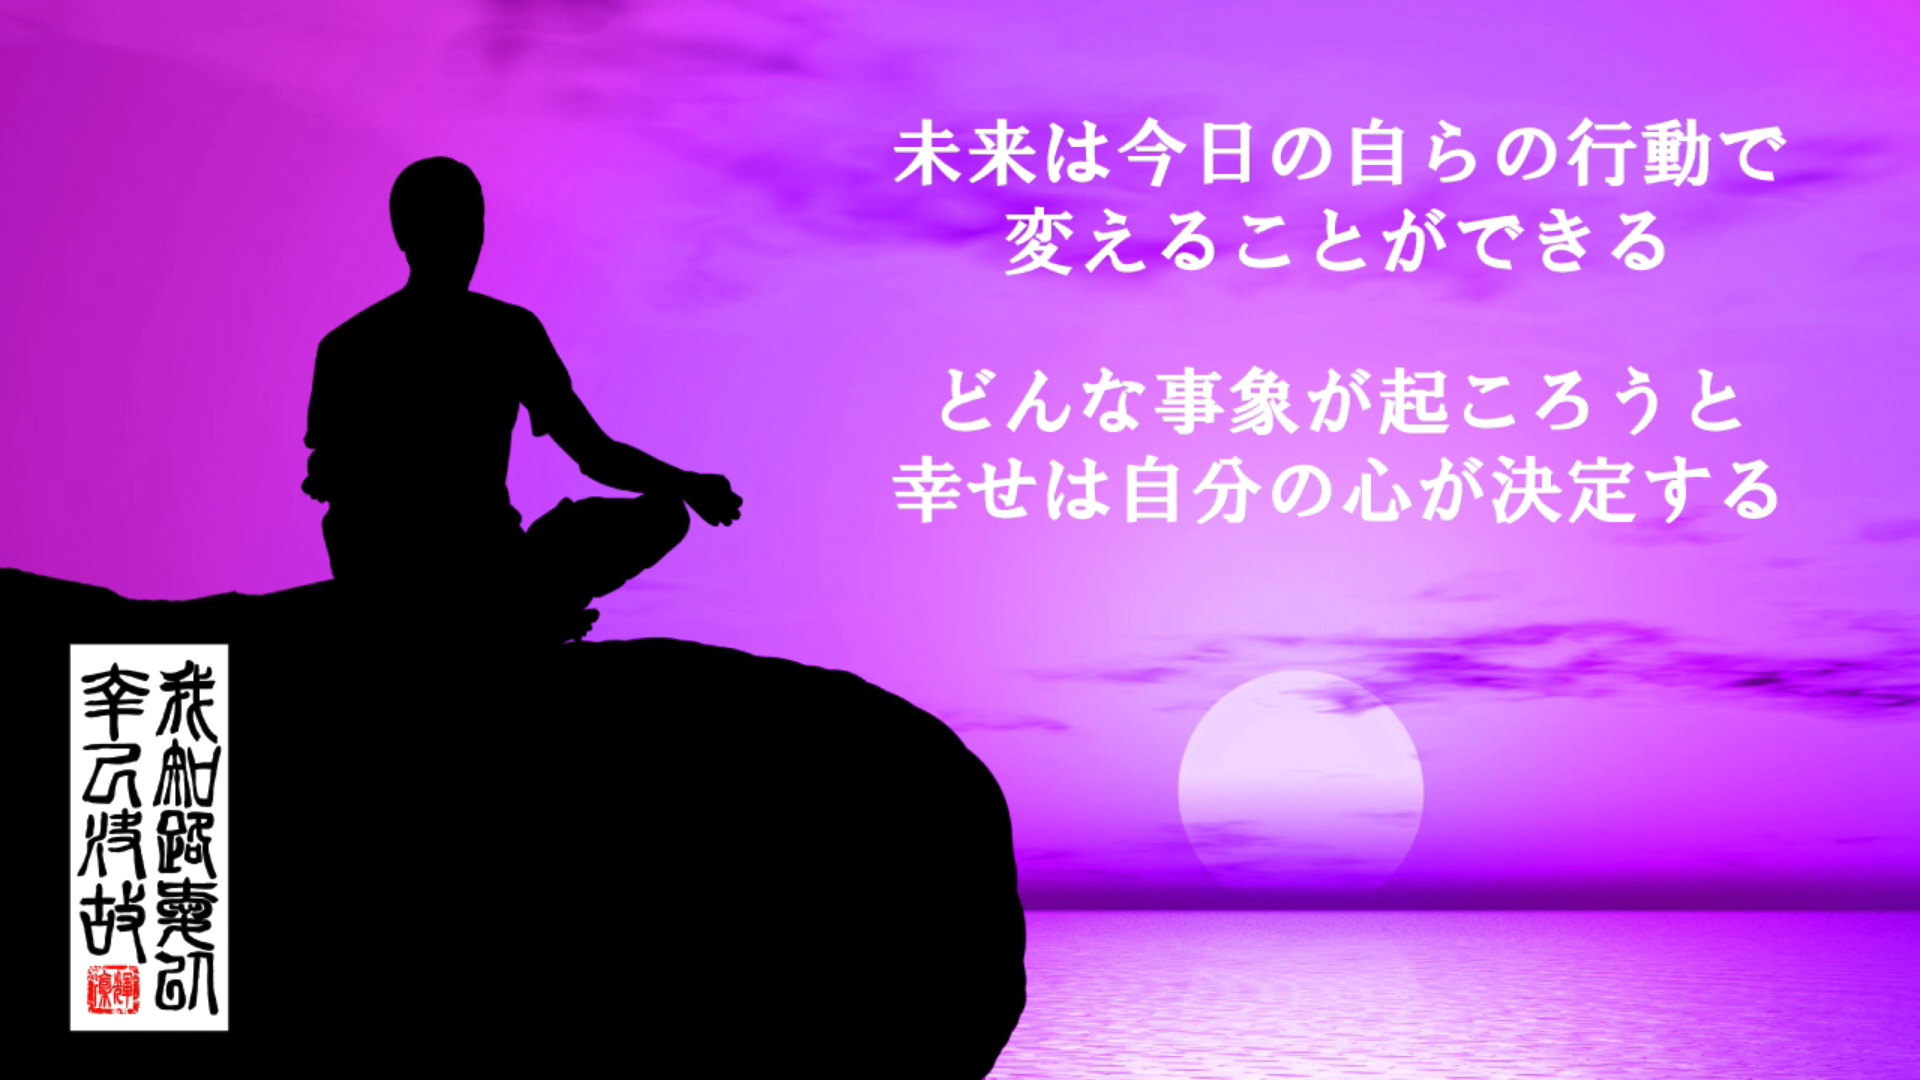 未来は今日の自らの行動で
変えることができる
どんな事象が起ころうと
幸せは自分の心が決定する